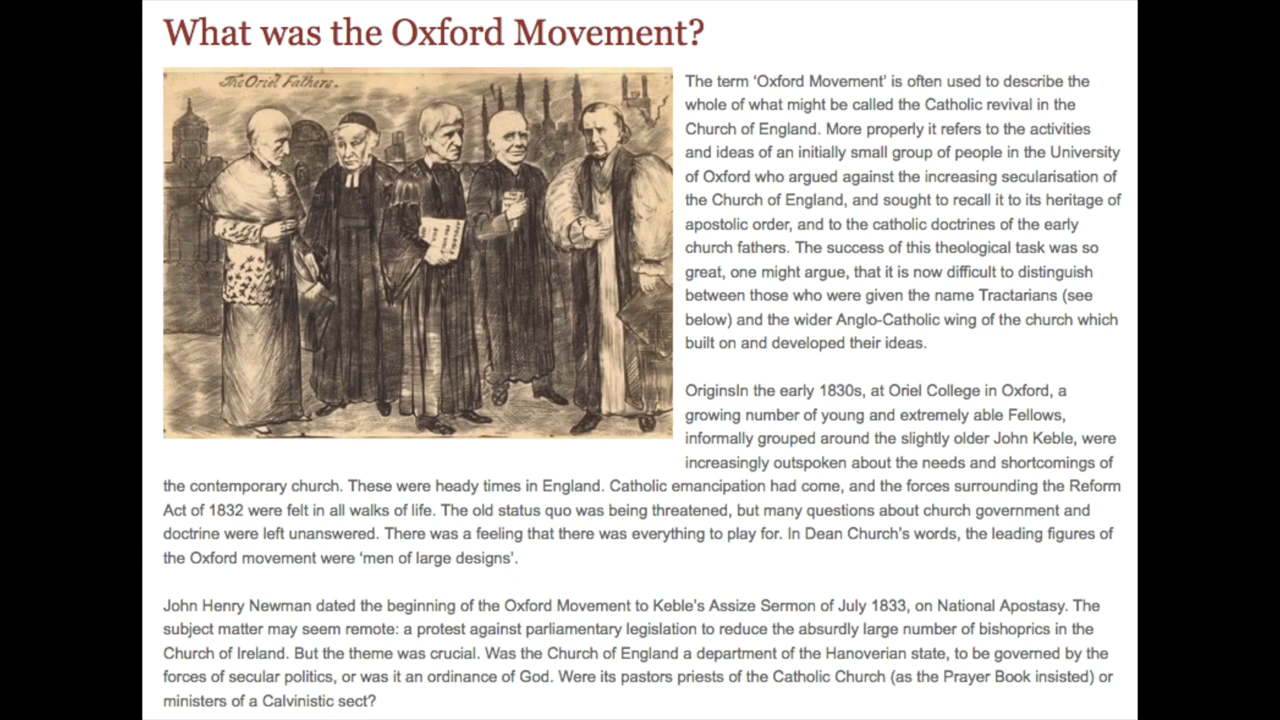 What was the Oxford Movement?
The Oriel Fathers.
The term ‘Oxford Movement’ is often used to describe the
whole of what might be called the Catholic revival in the
Church of England. More properly it refers to the activities
and ideas of an initially small group of people in the University
of Oxford who argued against the increasing secularisation of
the Church of England, and sought to recall it to its heritage of
apostolic order, and to the catholic doctrines of the early
church fathers. The success of this theological task was so
great, one might argue, that it is now difficult to distinguish
between those who were given the name Tractarians (see
below) and the wider Anglo-Catholic wing of the church which
built on and developed their ideas.
OriginsIn the early 1830s, at Oriel College in Oxford, a
growing number of young and extremely able Fellows,
informally grouped around the slightly older John Keble, were
increasingly outspoken about the needs and shortcomings of
the contemporary church. These were heady times in England. Catholic emancipation had come, and the forces surrounding the Reform
Act of 1832 were felt in all walks of life. The old status quo was being threatened, but many questions about church government and
doctrine were left unanswered. There was a feeling that there was everything to play for. In Dean Church’s words, the leading figures of
the Oxford movement were ‘men of large designs’.
John Henry Newman dated the beginning of the Oxford Movement to Keble’s Assize Sermon of July 1833, on National Apostasy. The
subject matter may seem remote: a protest against parliamentary legislation to reduce the absurdly large number of bishoprics in the
Church of Ireland. But the theme was crucial. Was the Church of England a department of the Hanoverian state, to be governed by the
forces of secular politics, or was it an ordinance of God. Were its pastors priests of the Catholic Church (as the Prayer Book insisted) or
ministers of a Calvinistic sect?